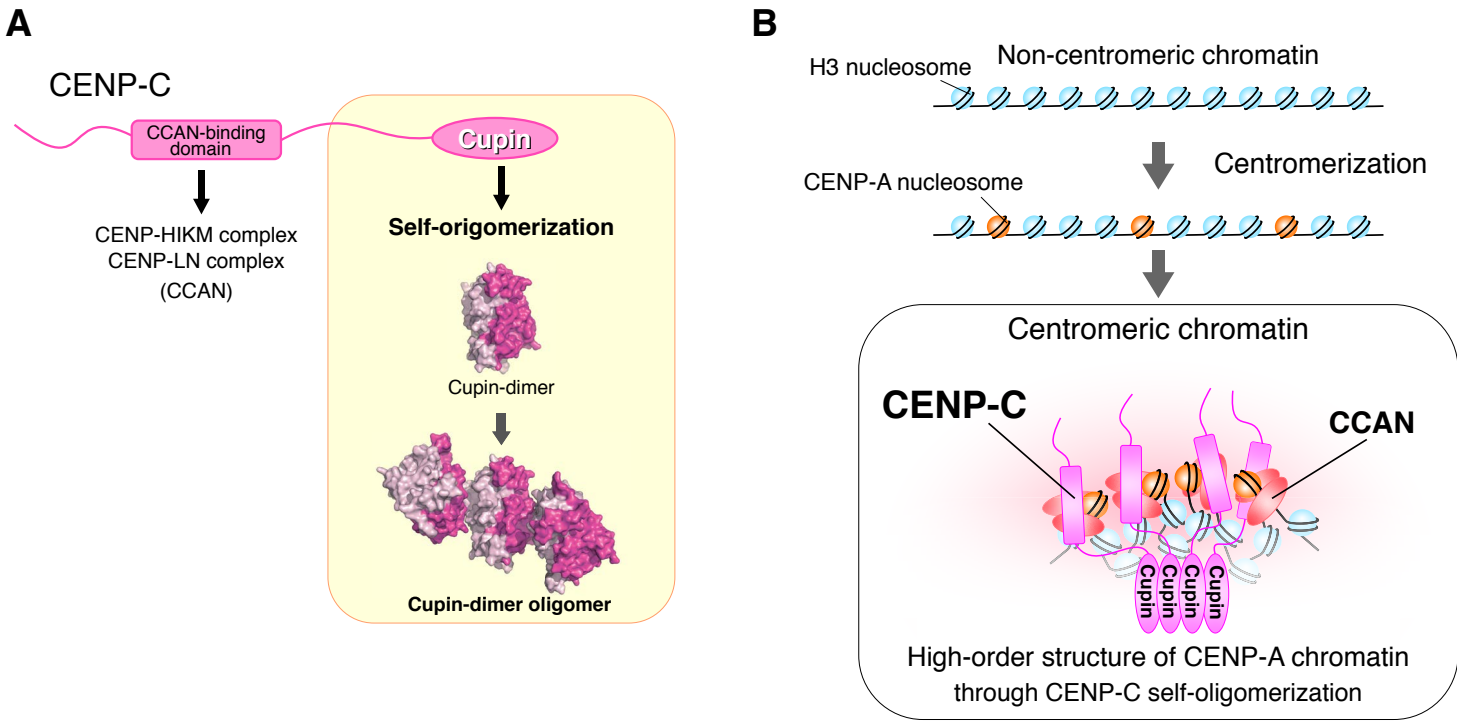 A
CENP-C
CCAN-binding
domain
Cupin
CENP-HIKM complex
CENP-LN complex
(CCAN)
Self-origomerization
Cupin-dimer
Cupin-dimer oligomer
B
Non-centromeric chromatin
H3 nucleosome
Centromerization
CENP-A nucleosome
Centromeric chromatin
CENP-C
CCAN
Cupin
Cupin
Cupin
Cupin
High-order structure of CENP-A chromatin
through CENP-C self-oligomerization